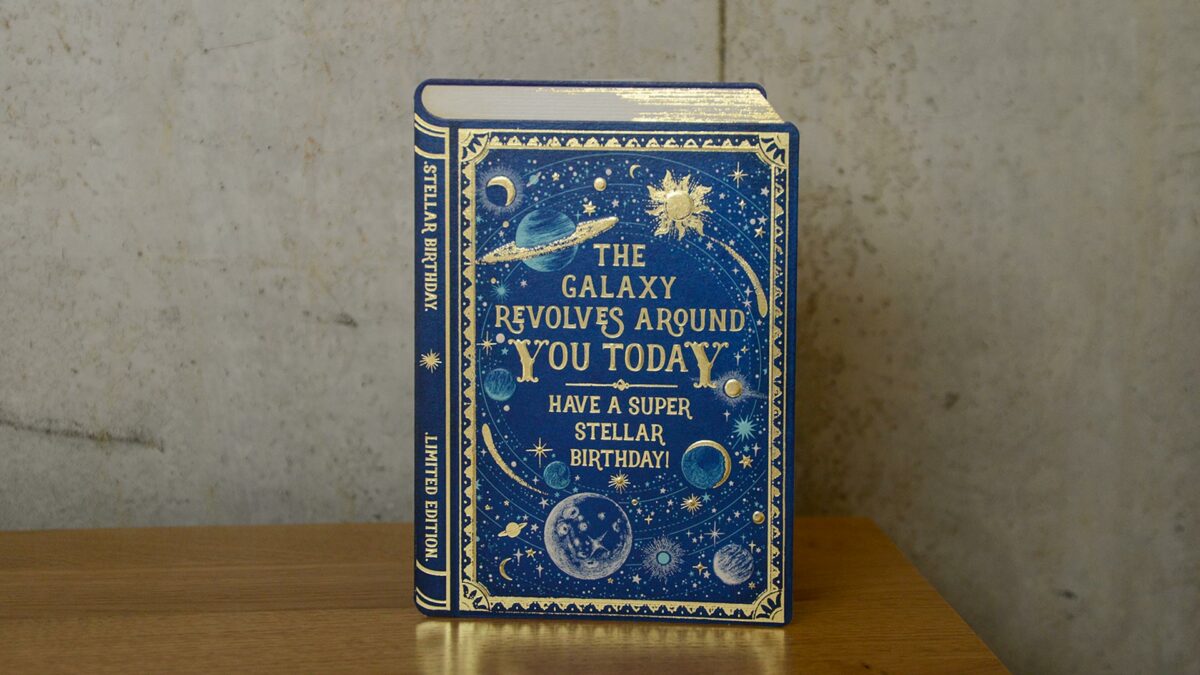 .STELLAR BIRTHDAY.
.LIMITED EDITION.
THE
GALAXY
REVOLVES AROUND
YOU TODAY
HAVE A SUPER
STELLAR
BIRTHDAY!